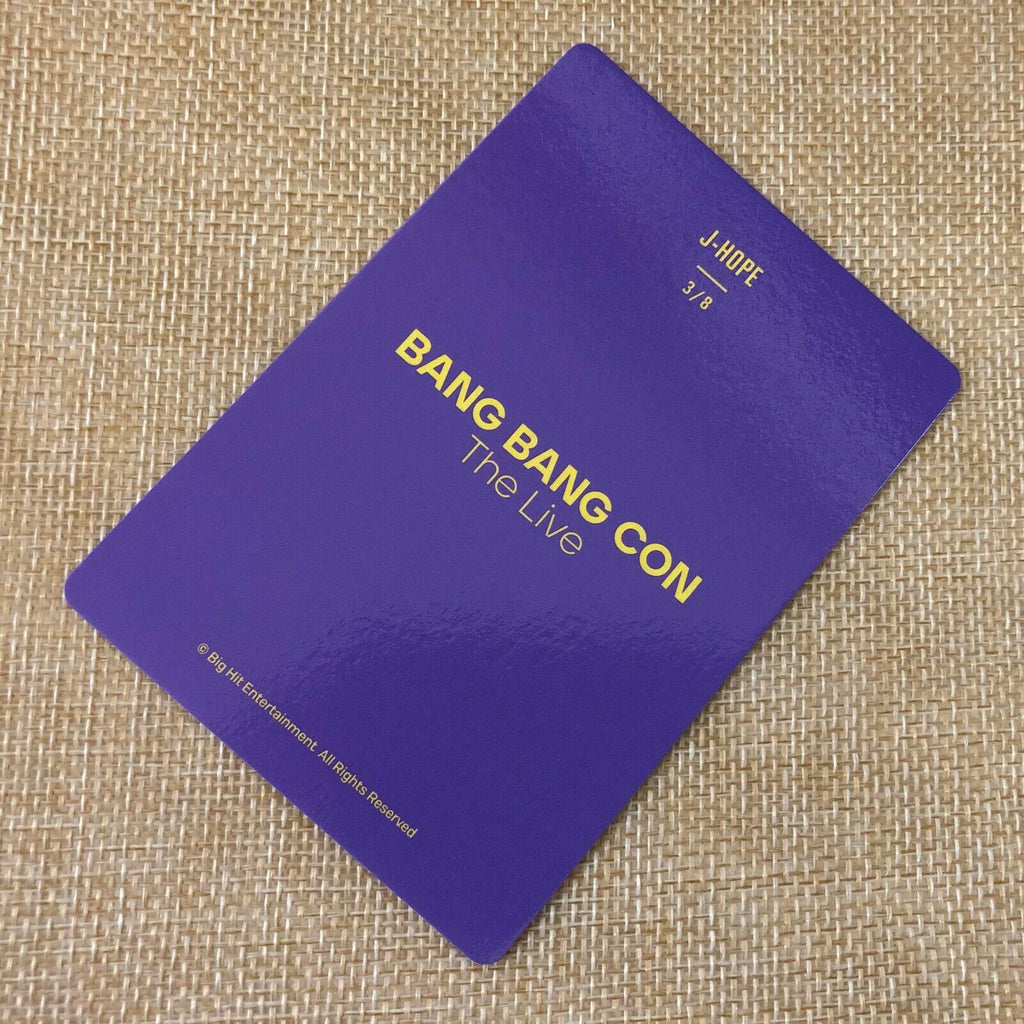 J-HOPE
3/8
BANG BANG CON
The Live
© Big Hit Entertainment. All Rights Reserved